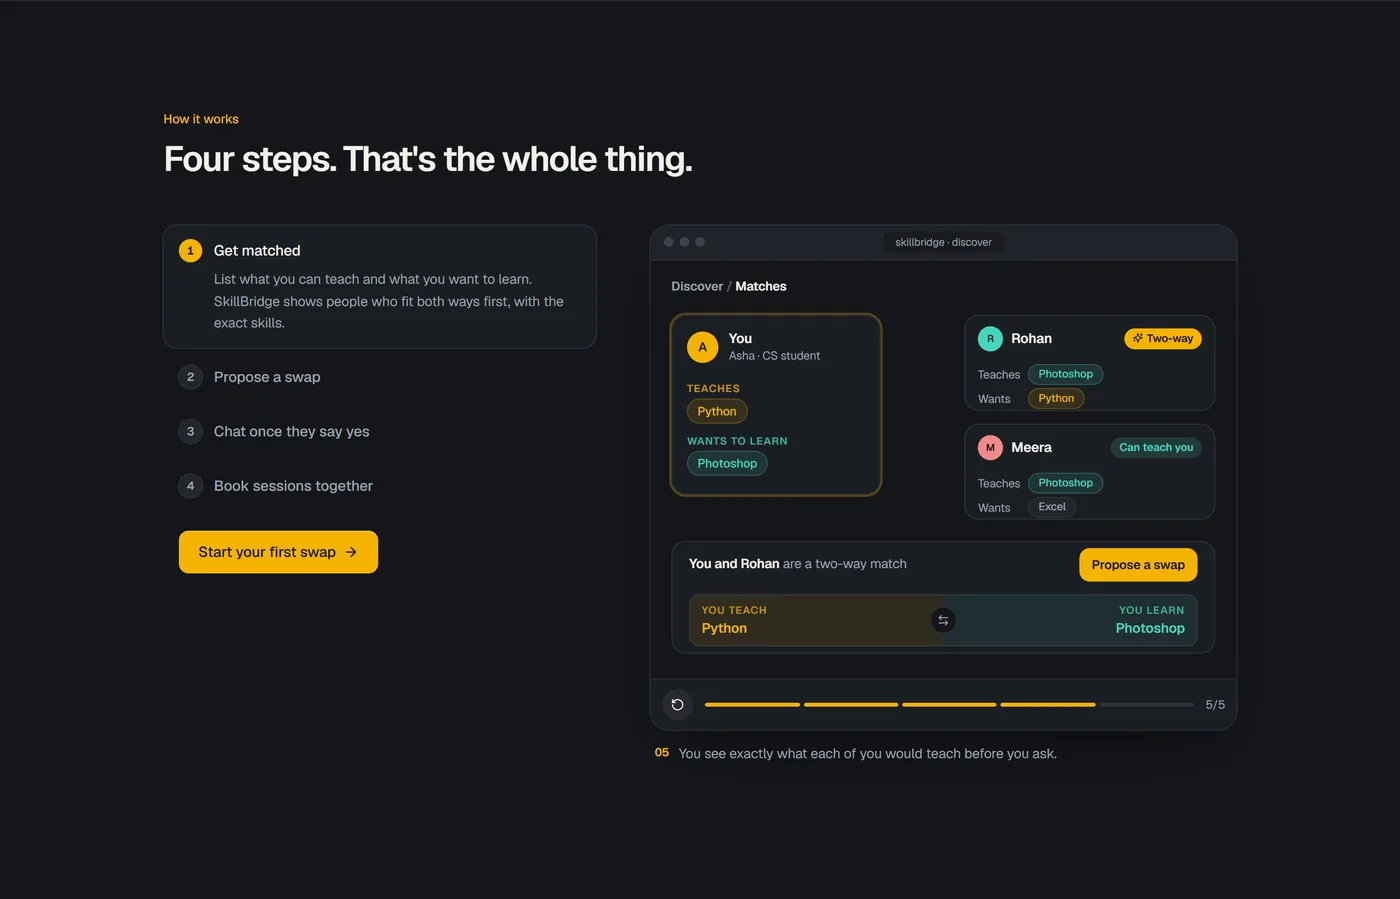 How it works
Four steps. That's the whole thing.
1 Get matched
List what you can teach and what you want to learn.
SkillBridge shows people who fit both ways first, with the
exact skills.
2 Propose a swap
3 Chat once they say yes
4 Book sessions together
Start your first swap →
skillbridge · discover
Discover / Matches
A You
Asha · CS student
TEACHES
Python
WANTS TO LEARN
Photoshop
R Rohan Two-way
Teaches Photoshop
Wants Python
M Meera Can teach you
Teaches Photoshop
Wants Excel
You and Rohan are a two-way match
Propose a swap
YOU TEACH
Python
YOU LEARN
Photoshop
5/5
05 You see exactly what each of you would teach before you ask.